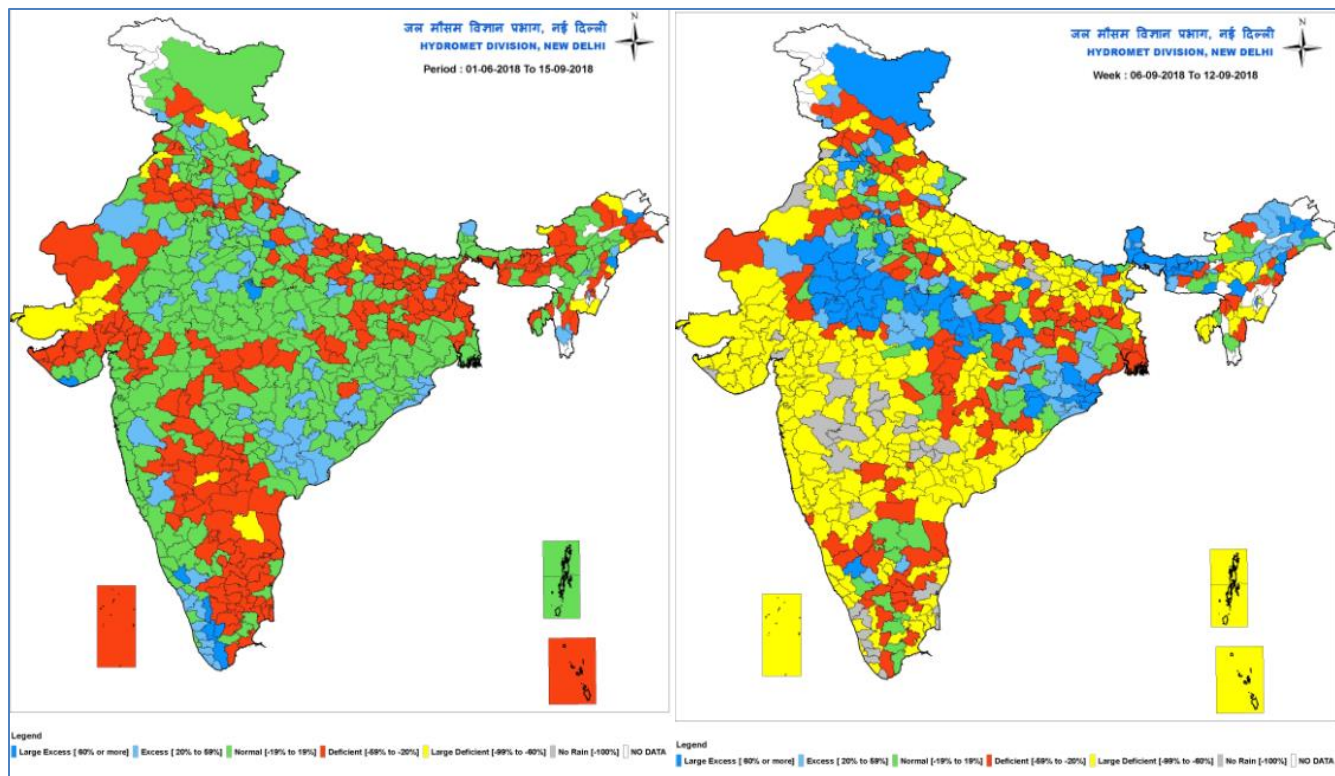 जल मौसम विज्ञान प्रभाग, नई दिल्ली
HYDROMET DIVISION, NEW DELHI
Period : 01-06-2018 To 15-09-2018
N
Legend
Large Excess [ 60% or more] Excess [ 20% to 59%] Normal [-19% to 19%] Deficient [-59% to -20%] Large Deficient [-99% to -60%] No Rain [-100%] NO DATA
जल मौसम विज्ञान प्रभाग, नई दिल्ली
HYDROMET DIVISION, NEW DELHI
Week : 06-09-2018 To 12-09-2018
N
Legend
Large Excess [ 60% or more] Excess [ 20% to 59%] Normal [-19% to 19%] Deficient [-59% to -20%] Large Deficient [-99% to -60%] No Rain [-100%] NO DATA